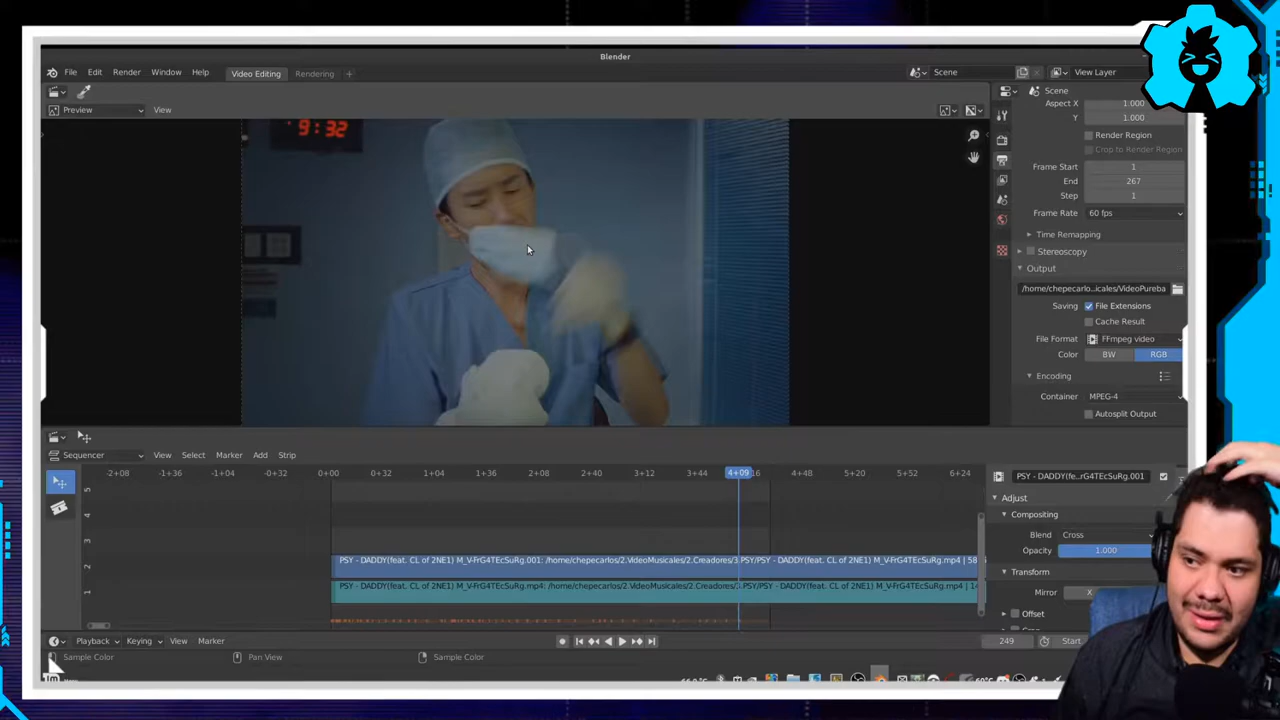 Blender
File Edit Render Window Help Video Editing Rendering + Scene View Layer
Preview View Scene
9:32
Aspect X 1.000
Y 1.000
Render Region
Crop to Render Region
Frame Start 1
End 267
Step 1
Frame Rate 60 fps
Time Remapping
Stereoscopy
Output
/home/chepecarlo..icales/VideoPureba
Saving File Extensions
Cache Result
File Format FFmpeg video
Color BW RGB
Encoding
Container MPEG-4
Autosplit Output
Sequencer View Select Marker Add Strip
-2+08 -1+36 -1+04 -0+32 0+00 0+32 1+04 1+36 2+08 2+40 3+12 3+44 4+09 16 4+48 5+20 5+52 6+24
5
4
3
2
1
PSY - DADDY(feat. CL of 2NE1) M_V-FrG4TEcSuRg.001: /home/chepecarlos/2.VideoMusicales/2.Creadores/3.PSY/PSY - DADDY(feat. CL of 2NE1) M_V-FrG4TEcSuRg.mp4 | 58
PSY - DADDY(feat. CL of 2NE1) M_V-FrG4TEcSuRg.mp4: /home/chepecarlos/2.VideoMusicales/2.Creadores/3.PSY/PSY - DADDY(feat. CL of 2NE1) M_V-FrG4TEcSuRg.mp4 | 14
PSY - DADDY(fe..rG4TEcSuRg.001
Adjust
Compositing
Blend Cross
Opacity 1.000
Transform
Mirror X
Offset
Playback Keying View Marker 249 Start
Sample Color Pan View Sample Color